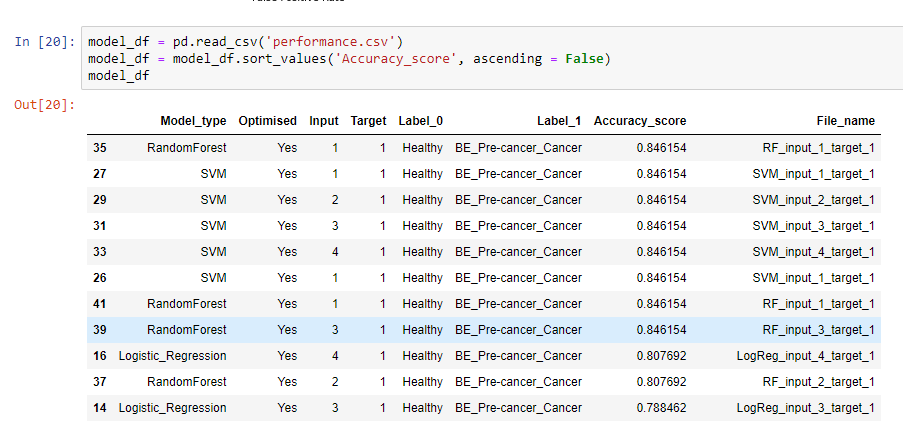 False Positive Rate
In [20]: model_df = pd.read_csv('performance.csv')
model_df = model_df.sort_values('Accuracy_score', ascending = False)
model_df
Out[20]:
Model_type Optimised Input Target Label_0 Label_1 Accuracy_score File_name
35 RandomForest Yes 1 1 Healthy BE_Pre-cancer_Cancer 0.846154 RF_input_1_target_1
27 SVM Yes 1 1 Healthy BE_Pre-cancer_Cancer 0.846154 SVM_input_1_target_1
29 SVM Yes 2 1 Healthy BE_Pre-cancer_Cancer 0.846154 SVM_input_2_target_1
31 SVM Yes 3 1 Healthy BE_Pre-cancer_Cancer 0.846154 SVM_input_3_target_1
33 SVM Yes 4 1 Healthy BE_Pre-cancer_Cancer 0.846154 SVM_input_4_target_1
26 SVM Yes 1 1 Healthy BE_Pre-cancer_Cancer 0.846154 SVM_input_1_target_1
41 RandomForest Yes 1 1 Healthy BE_Pre-cancer_Cancer 0.846154 RF_input_1_target_1
39 RandomForest Yes 3 1 Healthy BE_Pre-cancer_Cancer 0.846154 RF_input_3_target_1
16 Logistic_Regression Yes 4 1 Healthy BE_Pre-cancer_Cancer 0.807692 LogReg_input_4_target_1
37 RandomForest Yes 2 1 Healthy BE_Pre-cancer_Cancer 0.807692 RF_input_2_target_1
14 Logistic_Regression Yes 3 1 Healthy BE_Pre-cancer_Cancer 0.788462 LogReg_input_3_target_1